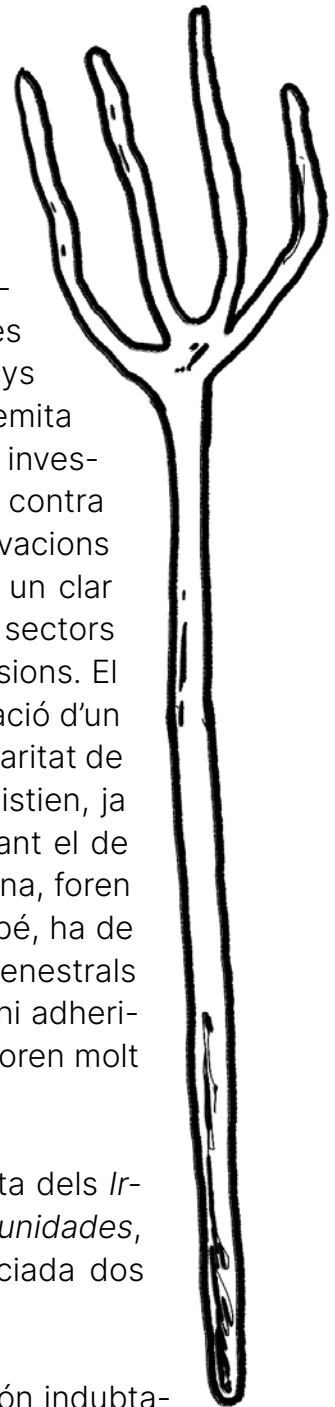 –
es
ys
emita
inves-
contra
vacions
un clar
sectors
sions. El
ació d’un
aritat de
istien, ja
ant el de
na, foren
bé, ha de
enestrals
hi adheri-
oren molt
ta dels Ir-
unidades,
ciada dos
ón indubta-